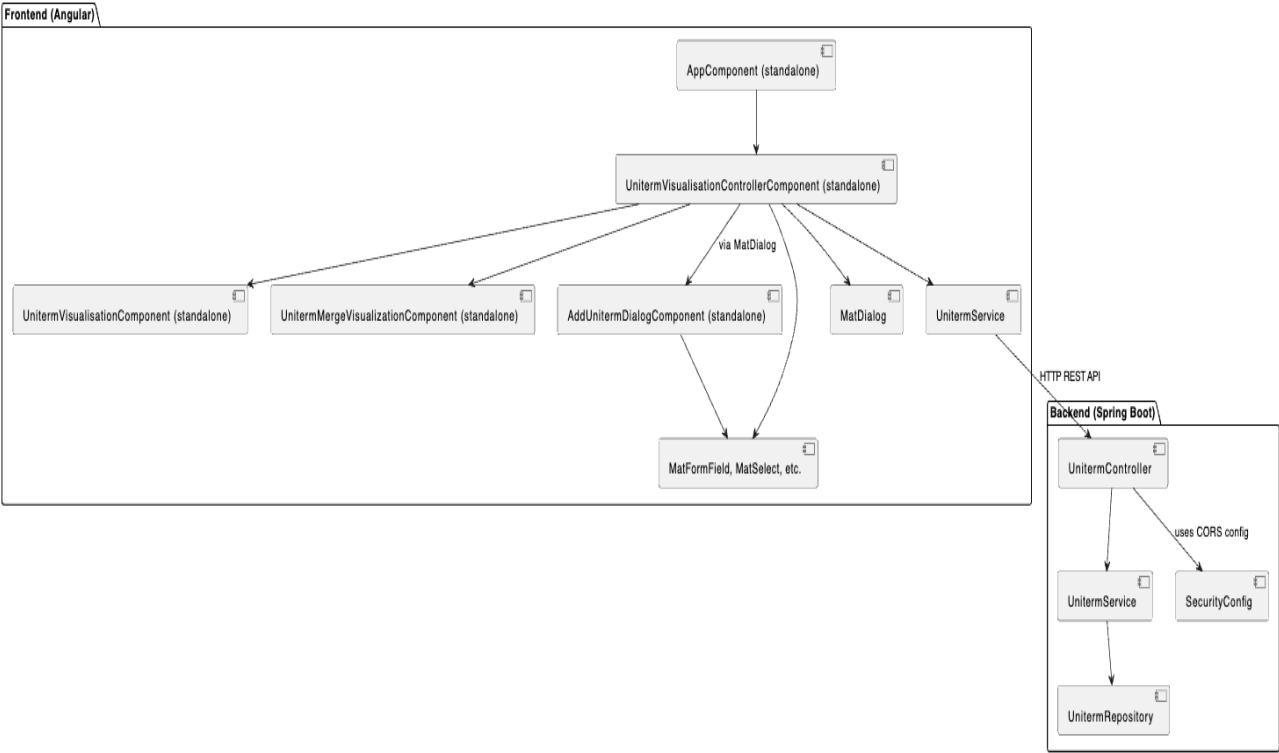 Frontend (Angular)
AppComponent (standalone)
UnitermVisualisationControllerComponent (standalone)
via MatDialog
UnitermVisualisationComponent (standalone)
UnitermMergeVisualizationComponent (standalone)
AddUnitermDialogComponent (standalone)
MatDialog
UnitermService
HTTP REST API
Backend (Spring Boot)
MatFormField, MatSelect, etc.
UnitermController
uses CORS config
UnitermService
SecurityConfig
UnitermRepository